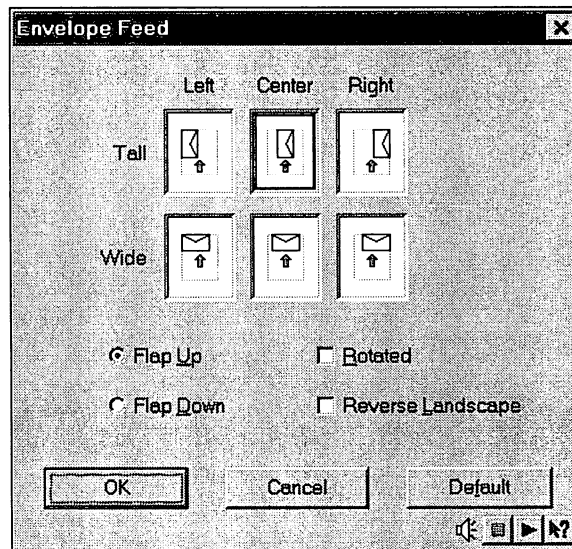 Envelope Feed
Left Center Right
Tall
Wide
Flap Up Rotated
Flap Down Reverse Landscape
OK Cancel Default
?